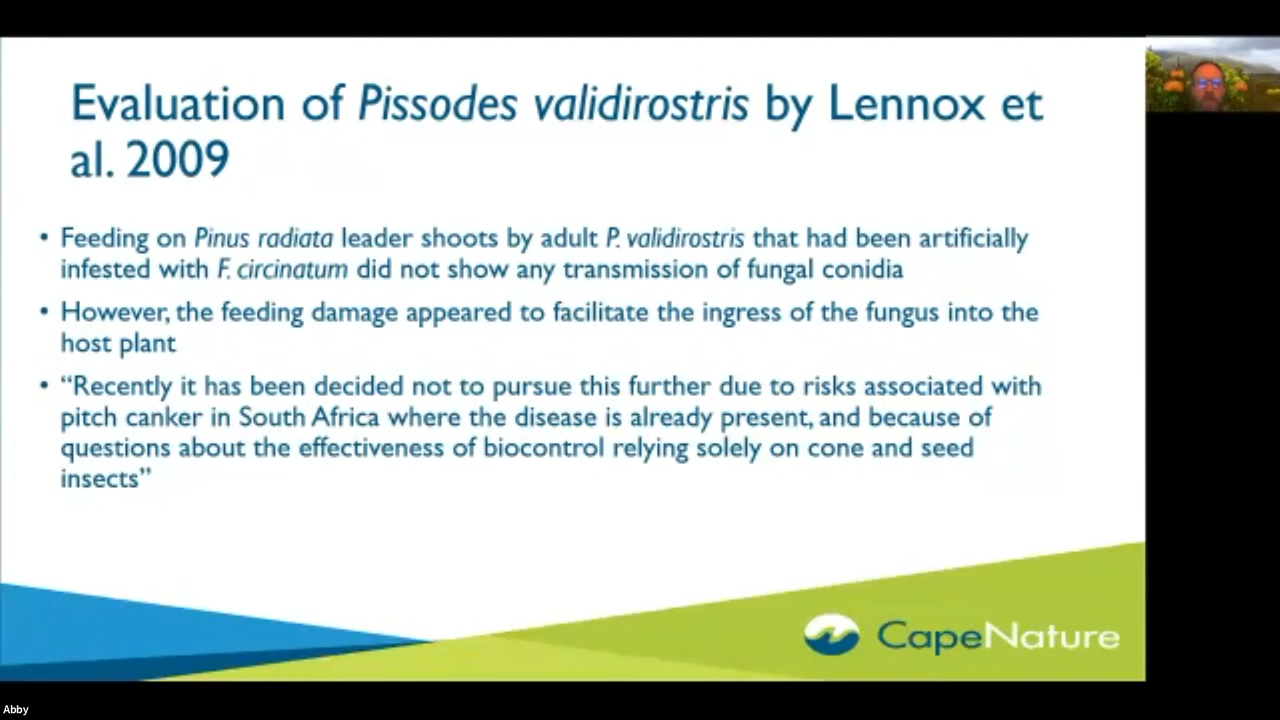 Evaluation of Pissodes validirostris by Lennox et
al. 2009
• Feeding on Pinus radiata leader shoots by adult P. validirostris that had been artificially
infested with F. circinatum did not show any transmission of fungal conidia
• However, the feeding damage appeared to facilitate the ingress of the fungus into the
host plant
• “Recently it has been decided not to pursue this further due to risks associated with
pitch canker in South Africa where the disease is already present, and because of
questions about the effectiveness of biocontrol relying solely on cone and seed
insects”
CapeNature
Abby